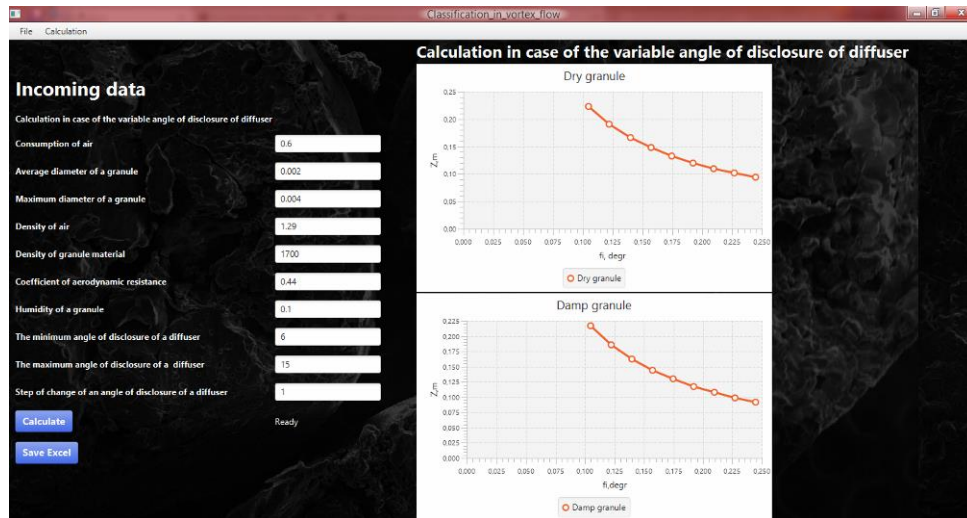 Classification_in_vortex_flow
File Calculation
Calculation in case of the variable angle of disclosure of diffuser
Incoming data
Calculation in case of the variable angle of disclosure of diffuser
Consumption of air 0.6
Average diameter of a granule 0.002
Maximum diameter of a granule 0.004
Density of air 1.29
Density of granule material 1700
Coefficient of aerodynamic resistance 0.44
Humidity of a granule 0.1
The minimum angle of disclosure of a diffuser 6
The maximum angle of disclosure of a diffuser 15
Step of change of an angle of disclosure of a diffuser 1
Calculate Ready
Save Excel
Dry granule
0,25
0,20
0,15
0,10
0,05
0,00
Z,m
0,000 0,025 0,050 0,075 0,100 0,125 0,150 0,175 0,200 0,225 0,250
fi, degr
Dry granule
Damp granule
0,225
0,200
0,175
0,150
0,125
0,100
0,075
0,050
0,025
0,000
Z,m
0,000 0,025 0,050 0,075 0,100 0,125 0,150 0,175 0,200 0,225 0,250
fi,degr
Damp granule